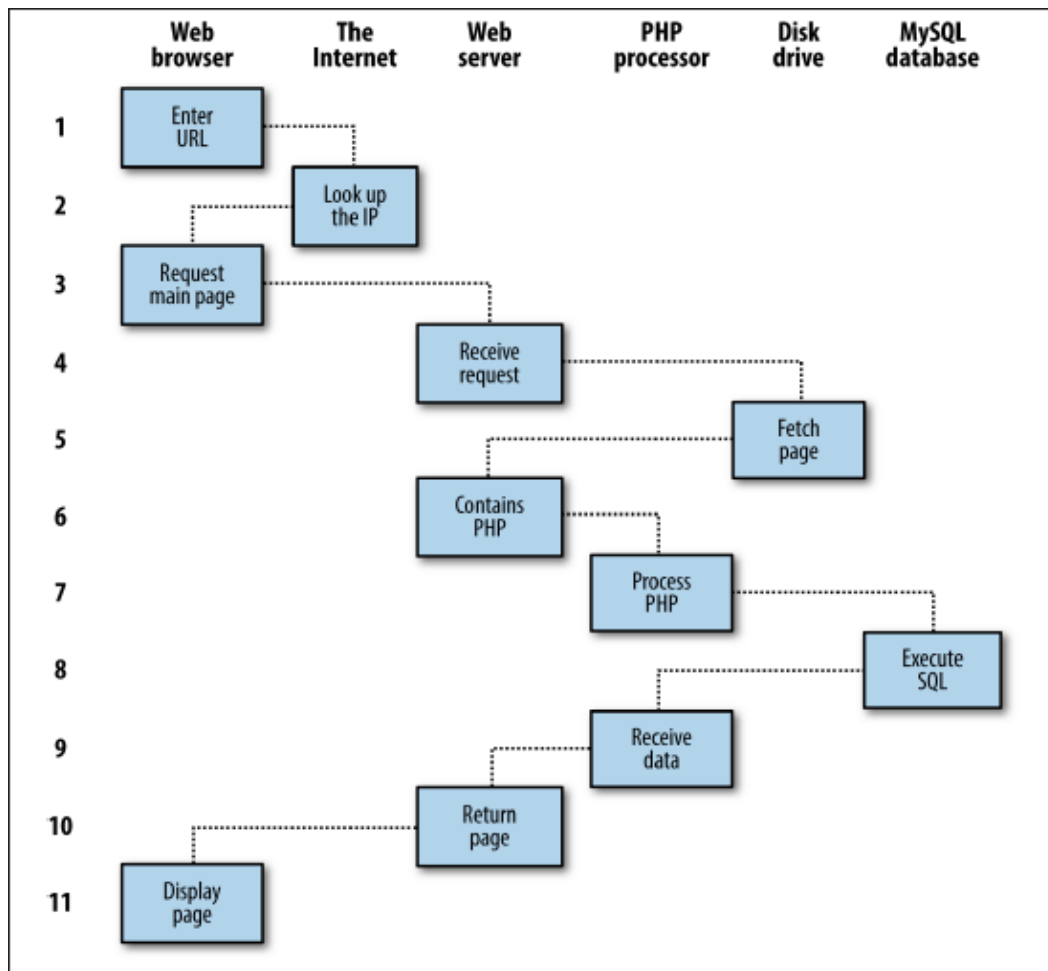 Web The Web PHP Disk MySQL
browser Internet server processor drive database
1
Enter
URL
2
Look up
the IP
3
Request
main page
4
Receive
request
5
Fetch
page
6
Contains
PHP
7
Process
PHP
8
Execute
SQL
9
Receive
data
10
Return
page
11
Display
page